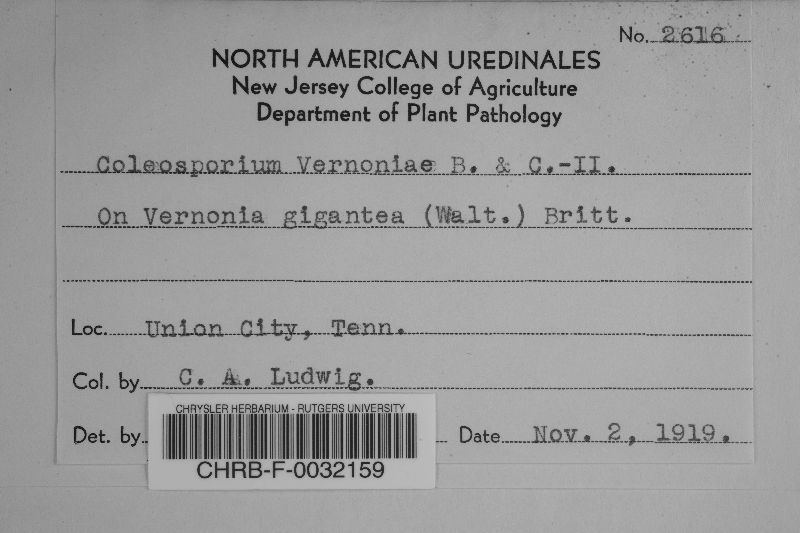 No. 2616
NORTH AMERICAN UREDINALES
New Jersey College of Agriculture
Department of Plant Pathology
Coleosporium Vernoniae B. & C.-II.
On Vernonia gigantea (Walt.) Britt.
Loc. Union City, Tenn.
Col. by C. A. Ludwig.
Det. by Date Nov. 2, 1919.
CHRYSLER HERBARIUM - RUTGERS UNIVERSITY
CHRB-F-0032159